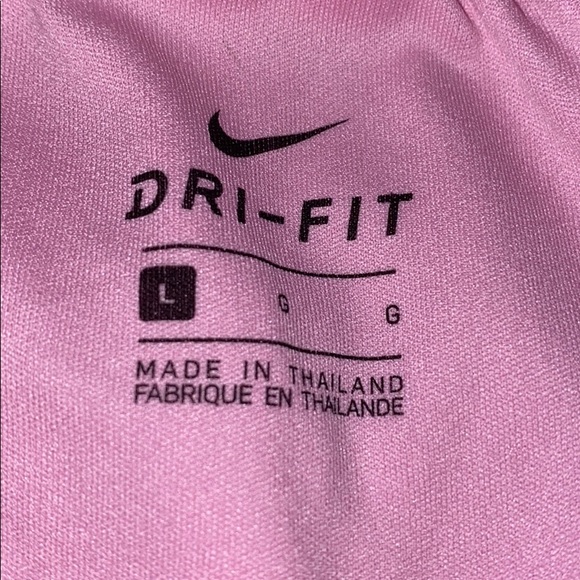 DRI-FIT
L G G
MADE IN THAILAND
FABRIQUE EN THAILANDE